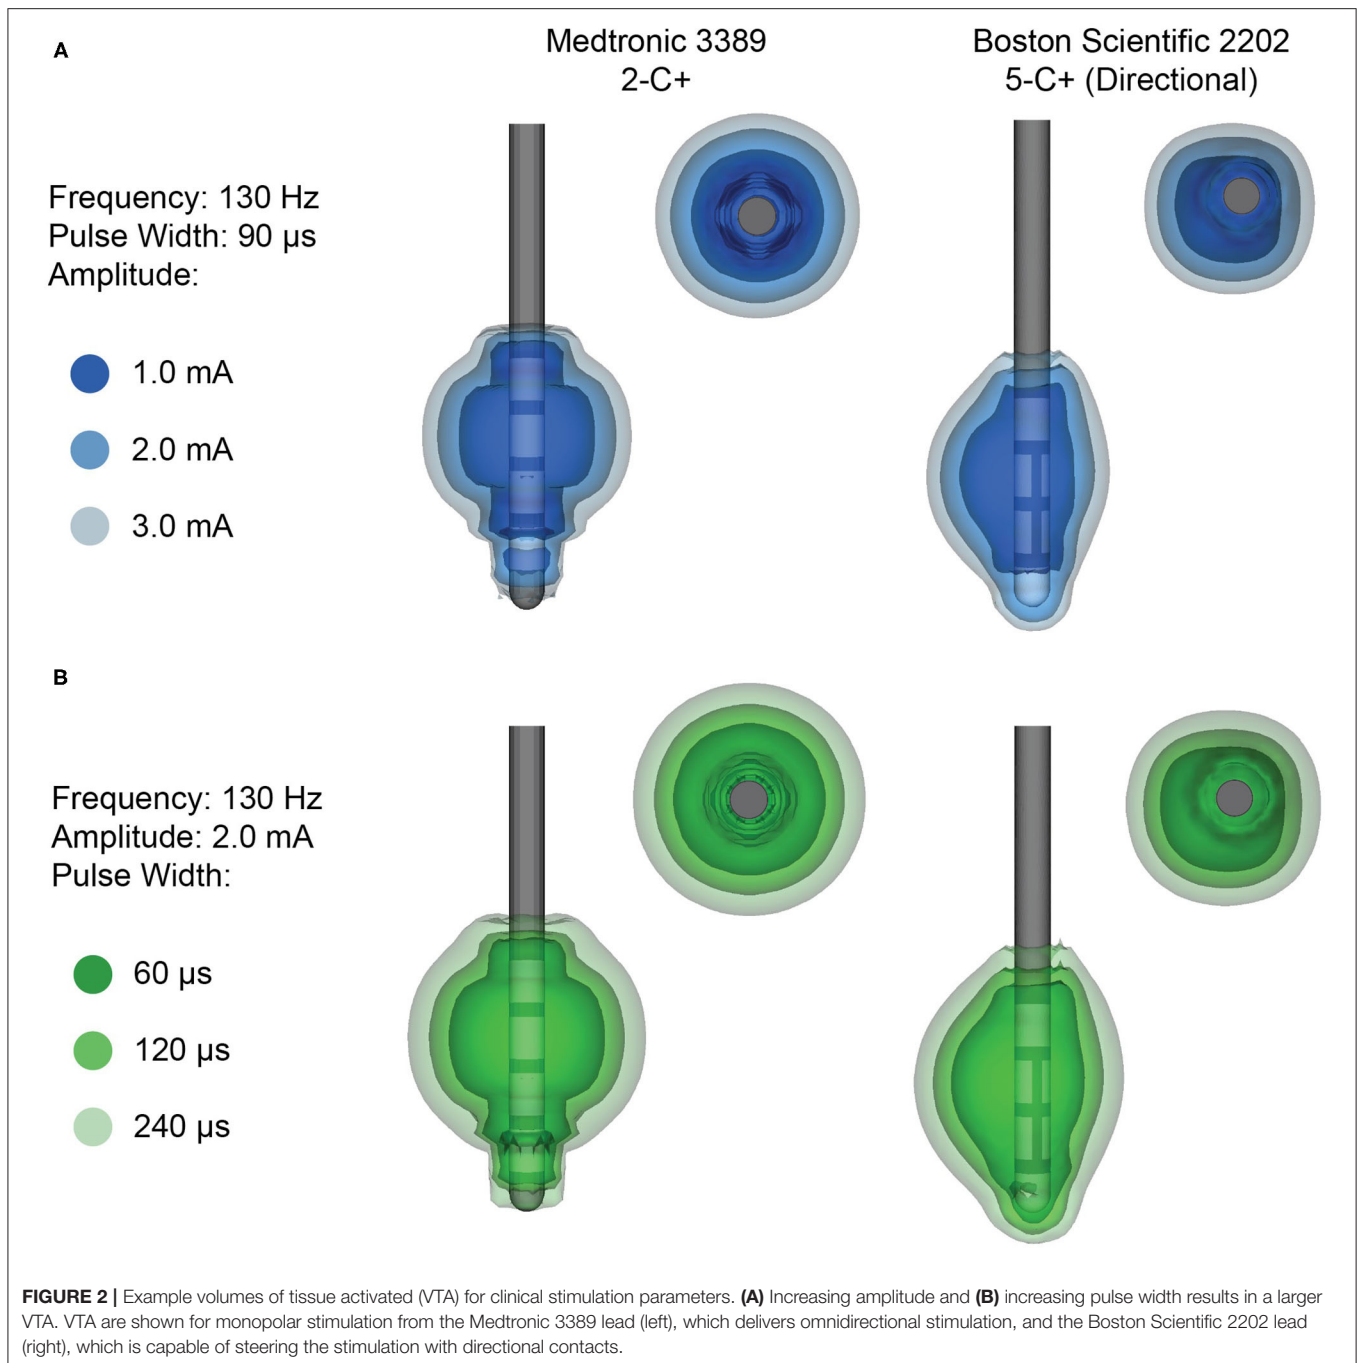 A
Medtronic 3389
2-C+
Boston Scientific 2202
5-C+ (Directional)
Frequency: 130 Hz
Pulse Width: 90 µs
Amplitude:
1.0 mA
2.0 mA
3.0 mA
B
Frequency: 130 Hz
Amplitude: 2.0 mA
Pulse Width:
60 µs
120 µs
240 µs
FIGURE 2 | Example volumes of tissue activated (VTA) for clinical stimulation parameters. (A) Increasing amplitude and (B) increasing pulse width results in a larger
VTA. VTA are shown for monopolar stimulation from the Medtronic 3389 lead (left), which delivers omnidirectional stimulation, and the Boston Scientific 2202 lead
(right), which is capable of steering the stimulation with directional contacts.